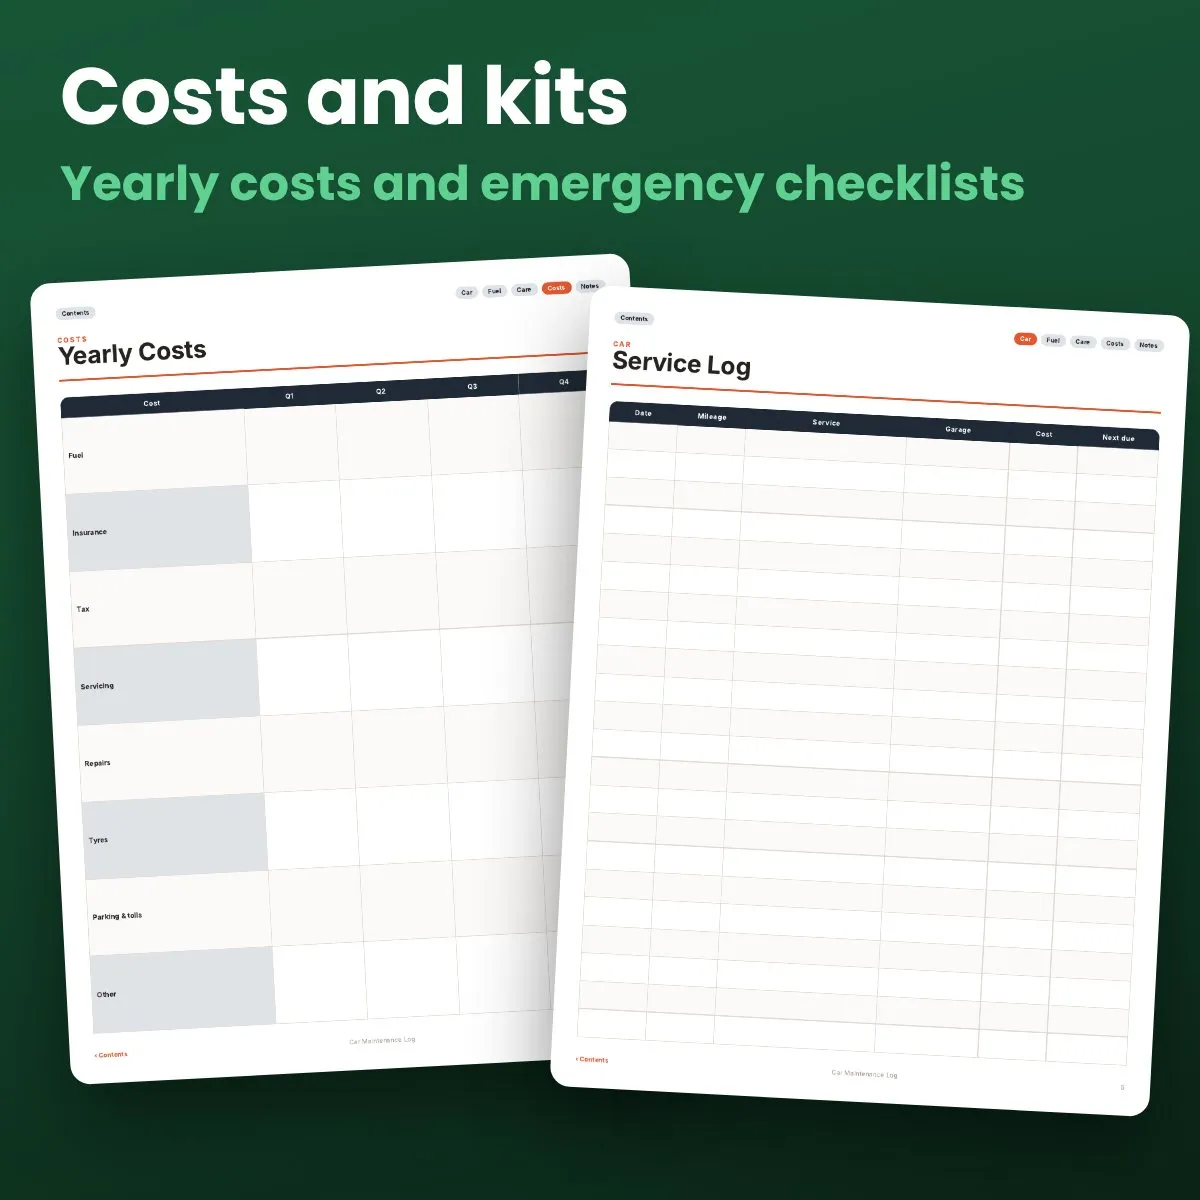 Costs and kits
Yearly costs and emergency checklists
Contents
Car Fuel Care Costs Notes
COSTS
Yearly Costs
Cost Q1 Q2 Q3 Q4
Fuel
Insurance
Tax
Servicing
Repairs
Tyres
Parking & tolls
Other
‹ Contents
Car Maintenance Log
Contents
Car Fuel Care Costs Notes
CAR
Service Log
Date Mileage Service Garage Cost Next due
‹ Contents
Car Maintenance Log